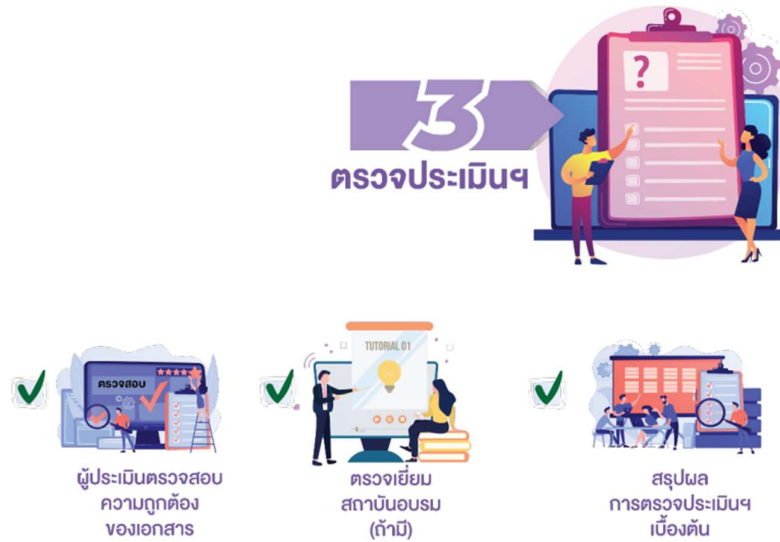 3
ตรวจประเมินฯ
?
ตรวจสอบ
TUTORIAL 01
ผู้ประเมินตรวจสอบ
ความถูกต้อง
ของเอกสาร
ตรวจเยี่ยม
สถาบันอบรม
(ถ้ามี)
สรุปผล
การตรวจประเมินฯ
เบื้องต้น